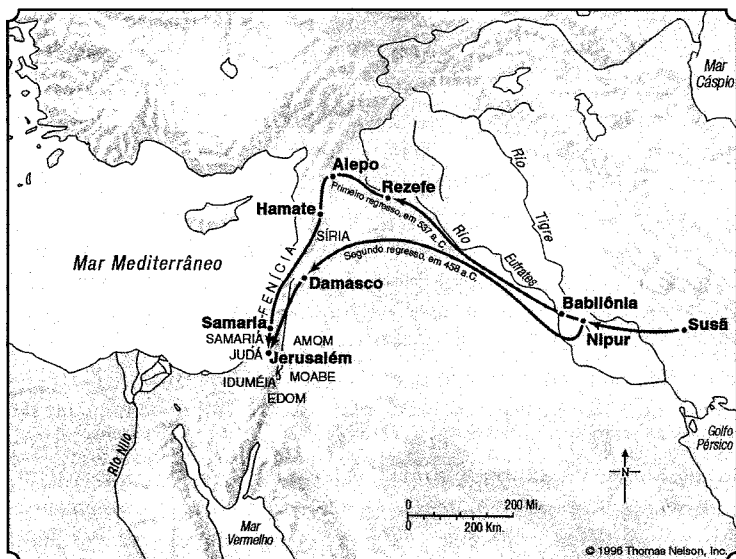 Mar
Cáspio
Alepo
Rezefe
Primeiro regresso, em 537 a.C.
Hamate
SÍRIA
Rio
Tigre
Rio
Eufrates
Mar Mediterrâneo
FENÍCIA
Segundo regresso, em 458 a.C.
Damasco
Babilônia
Susã
Nipur
Samaria
SAMARIA
AMOM
JUDÁ
Jerusalém
MOABE
IDUMÉIA
EDOM
Rio Nilo
Golfo
Pérsico
N
Mar
Vermelho
0 200 Mi.
0 200 Km.
© 1996 Thomas Nelson, Inc.